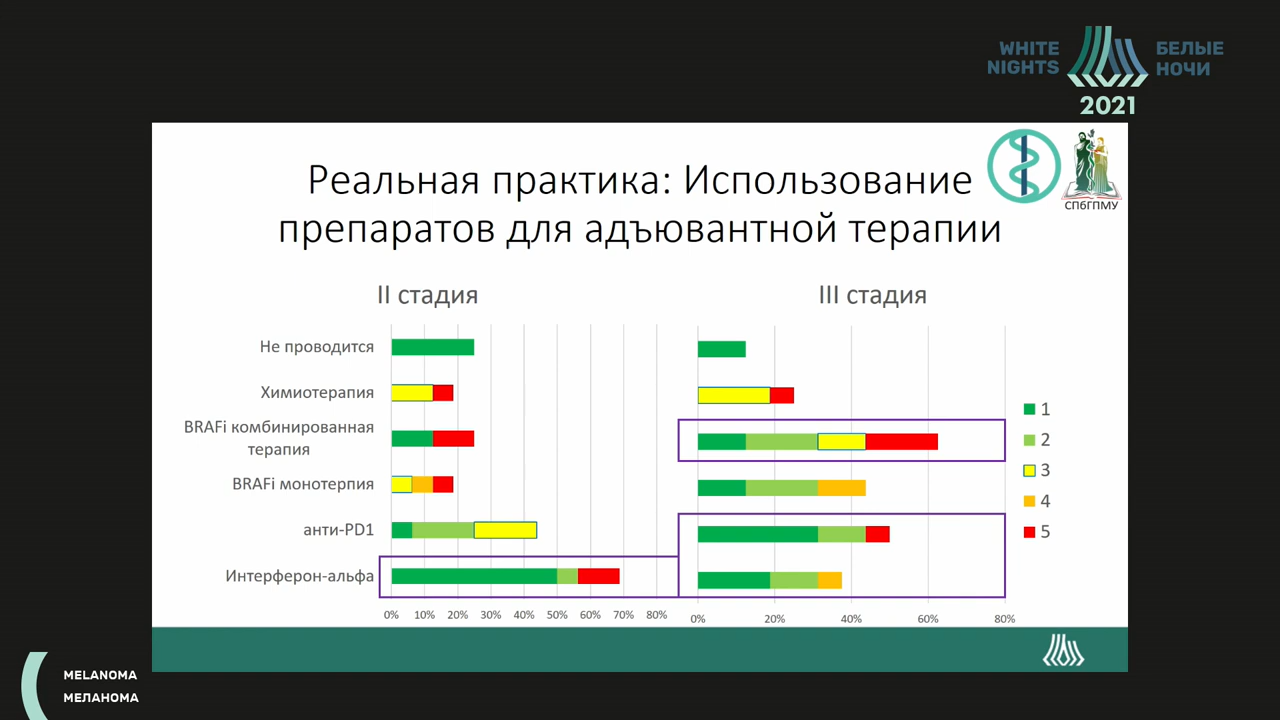 WHITE
NIGHTS
БЕЛЫЕ
НОЧИ
2021
Реальная практика: Использование
препаратов для адъювантной терапии
СПбГПМУ
II стадия
III стадия
Не проводится
Химиотерапия
BRAFi комбинированная
терапия
BRAFi монотерпия
анти-PD1
Интерферон-альфа
0% 10% 20% 30% 40% 50% 60% 70% 80%
0% 20% 40% 60% 80%
1
2
3
4
5
MELANOMA
МЕЛАНОМА